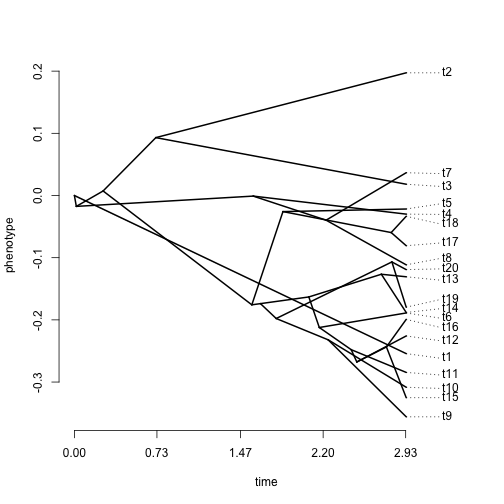 0.2
0.1
0.0
-0.1
-0.2
-0.3
phenotype
t2
t7
t3
t5
t4
t18
t17
t8
t20
t13
t19
t14
t6
t16
t12
t1
t11
t10
t15
t9
0.00 0.73 1.47 2.20 2.93
time